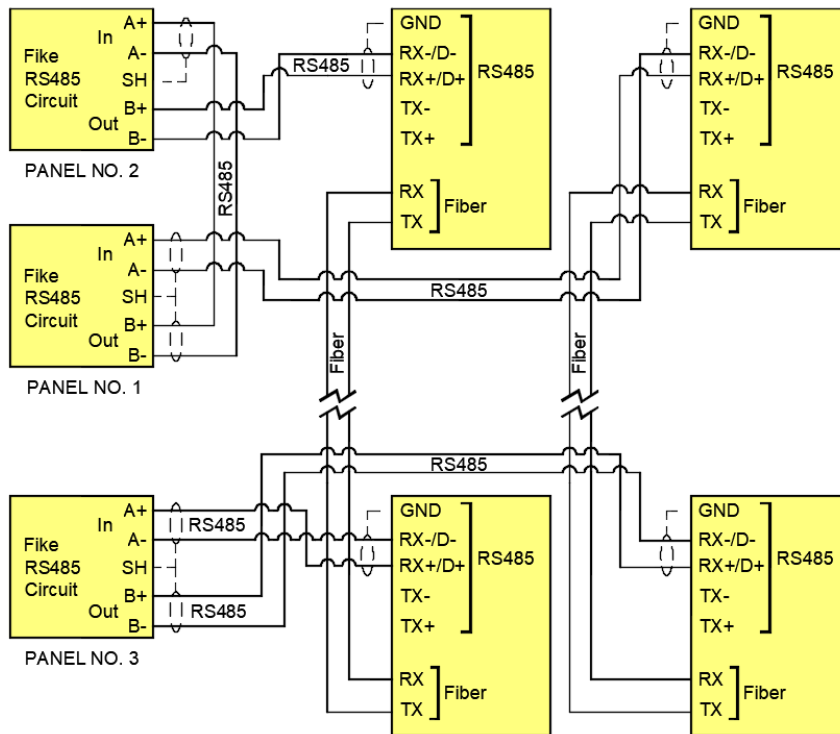 A+
In
A-
Fike
RS485
Circuit
SH
B+
Out
B-
PANEL NO. 2
RS485
GND
RX-/D-
RX+/D+
TX-
TX+
RS485
RX
TX
Fiber
GND
RX-/D-
RX+/D+
TX-
TX+
RS485
RX
TX
Fiber
RS485
A+
In
A-
Fike
RS485
Circuit
SH
B+
Out
B-
PANEL NO. 1
RS485
Fiber
Fiber
RS485
A+
In
A-
Fike
RS485
Circuit
SH
B+
Out
B-
PANEL NO. 3
RS485
RS485
GND
RX-/D-
RX+/D+
TX-
TX+
RS485
RX
TX
Fiber
GND
RX-/D-
RX+/D+
TX-
TX+
RS485
RX
TX
Fiber